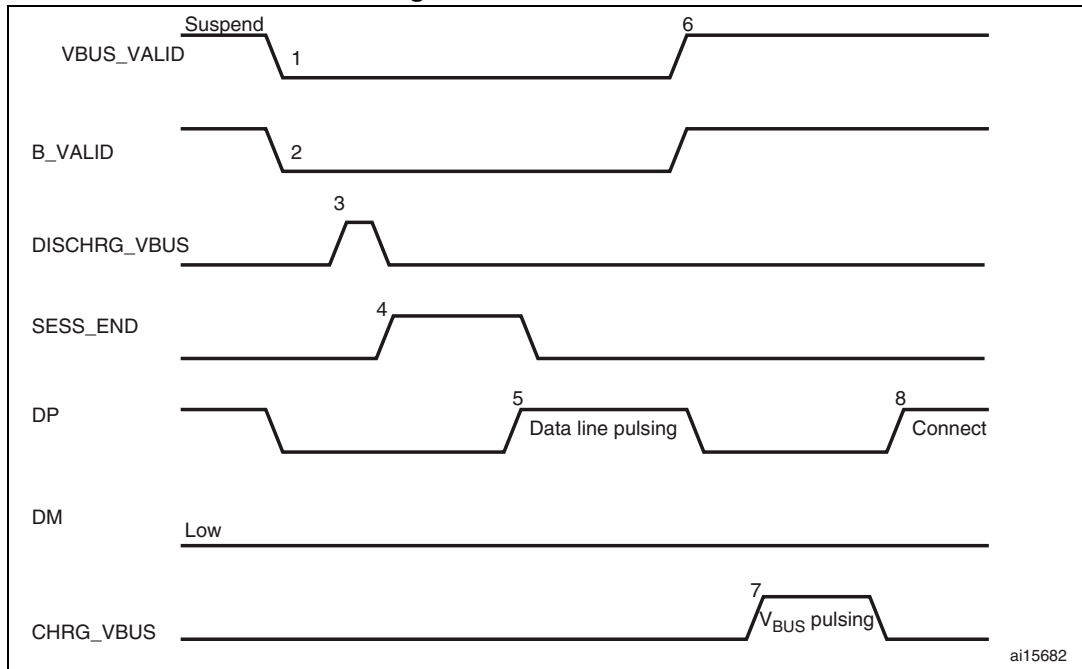 Suspend
6
VBUS_VALID
1
B_VALID
2
3
DISCHRG_VBUS
4
SESS_END
5
8
DP
Data line pulsing
Connect
DM
Low
7
VBUS pulsing
CHRG_VBUS
ai15682